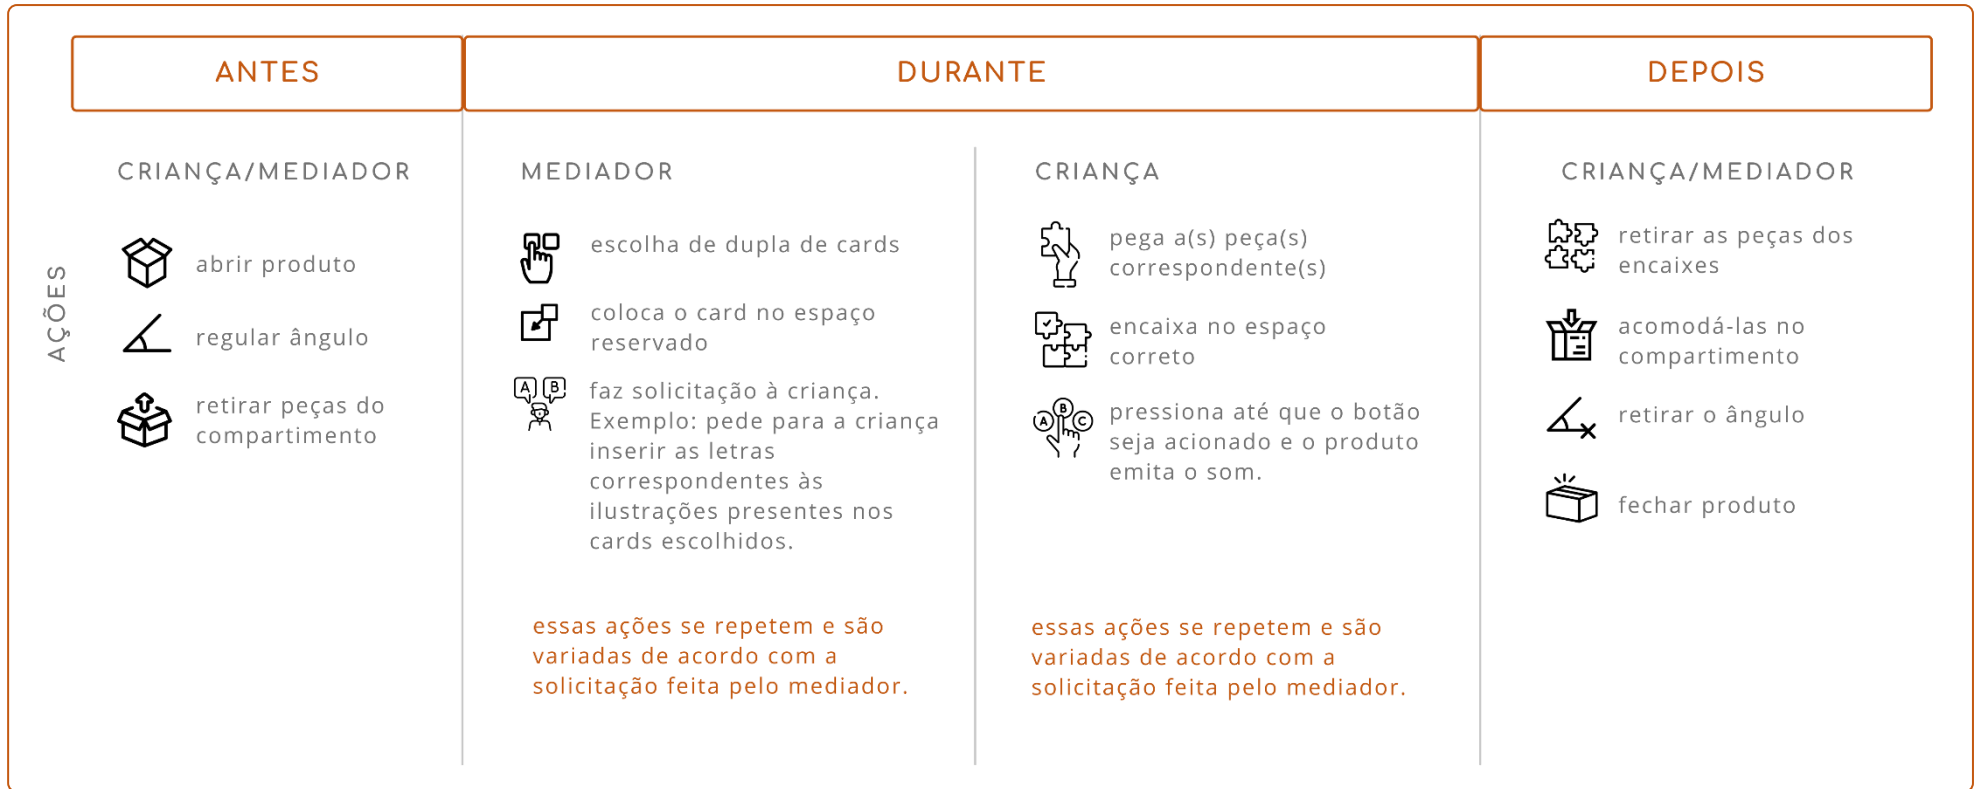 ANTES
DURANTE
DEPOIS
AÇÕES
CRIANÇA/MEDIADOR
abrir produto
regular ângulo
retirar peças do
compartimento
MEDIADOR
escolha de dupla de cards
coloca o card no espaço
reservado
A B
faz solicitação à criança.
Exemplo: pede para a criança
inserir as letras
correspondentes às
ilustrações presentes nos
cards escolhidos.
essas ações se repetem e são
variadas de acordo com a
solicitação feita pelo mediador.
CRIANÇA
pega a(s) peça(s)
correspondente(s)
encaixa no espaço
correto
A B C
pressiona até que o botão
seja acionado e o produto
emita o som.
essas ações se repetem e são
variadas de acordo com a
solicitação feita pelo mediador.
CRIANÇA/MEDIADOR
retirar as peças dos
encaixes
acomodá-las no
compartimento
retirar o ângulo
fechar produto